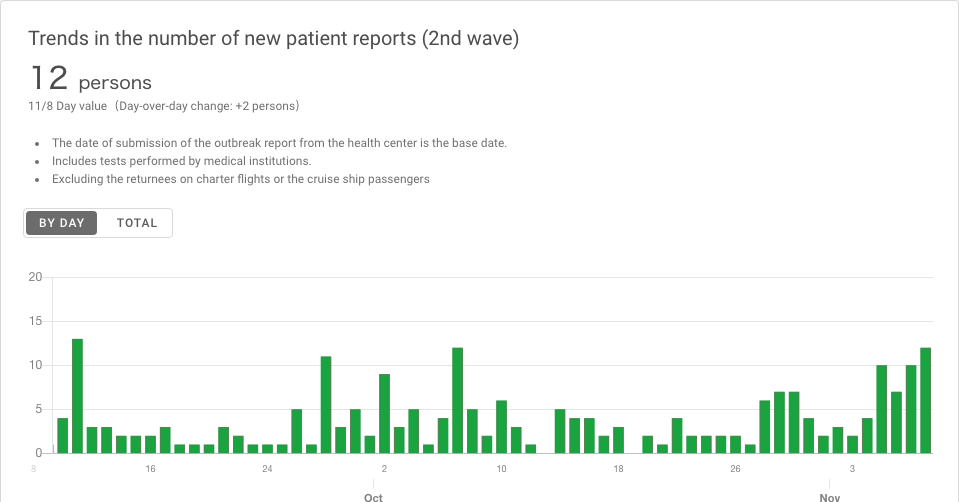 Trends in the number of new patient reports (2nd wave)
12 persons
11/8 Day value（Day-over-day change: +2 persons）
• The date of submission of the outbreak report from the health center is the base date.
• Includes tests performed by medical institutions.
• Excluding the returnees on charter flights or the cruise ship passengers
BY DAY TOTAL
20
15
10
5
0
8 16 24 2 10 18 26 3
Oct Nov